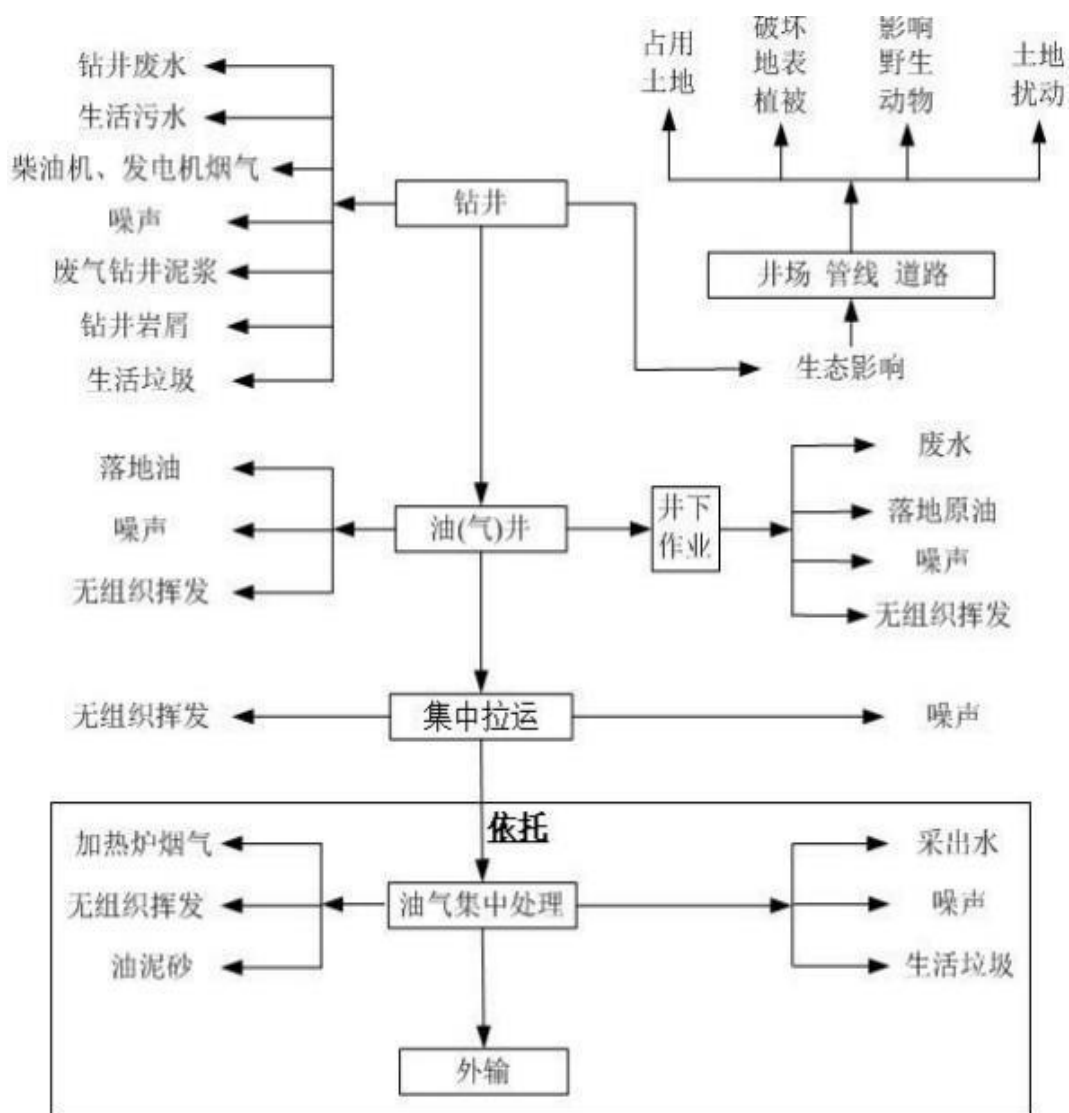 钻井废水
生活污水
柴油机、发电机烟气
噪声
废气钻井泥浆
钻井岩屑
生活垃圾
钻井
占用
土地
破坏
地表
植被
影响
野生
动物
土地
扰动
井场 管线 道路
生态影响
落地油
噪声
无组织挥发
油(气)井
井下
作业
废水
落地原油
噪声
无组织挥发
无组织挥发
集中拉运
噪声
依托
加热炉烟气
无组织挥发
油泥砂
油气集中处理
采出水
噪声
生活垃圾
外输